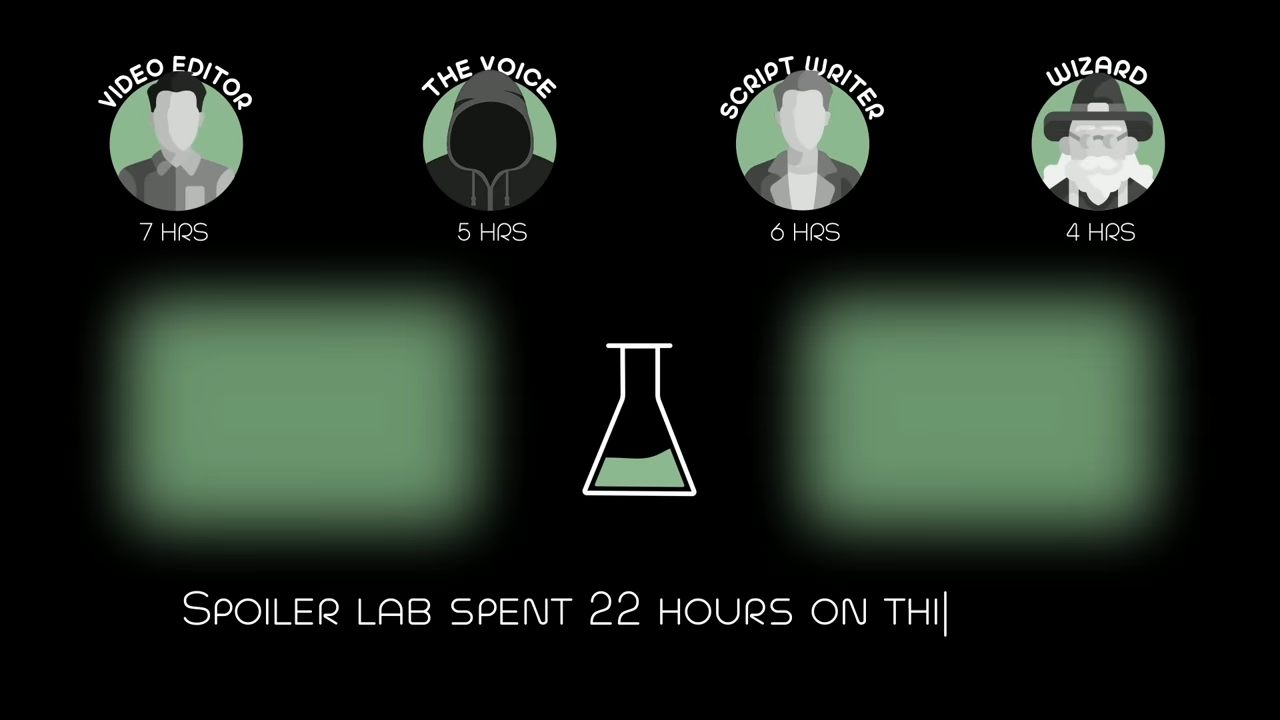 VIDEO EDITOR
THE VOICE
SCRIPT WRITER
WIZARD
7 HRS
5 HRS
6 HRS
4 HRS
SPOILER LAB SPENT 22 HOURS ON THI